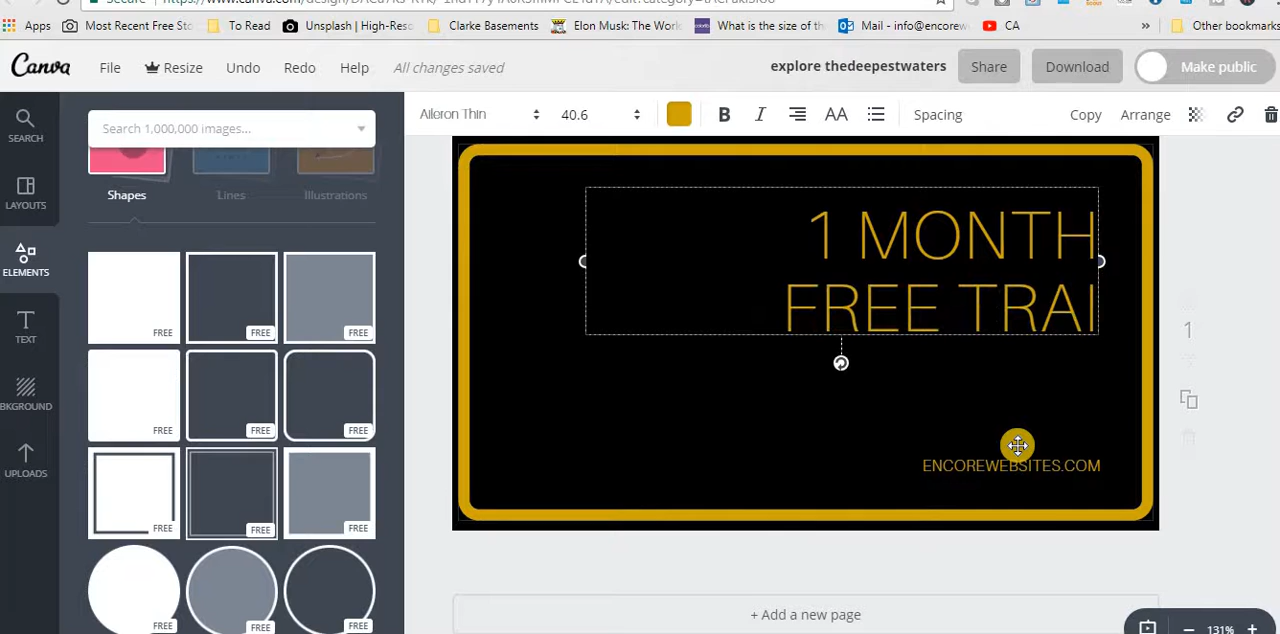 Apps
Most Recent Free Sto
To Read
Unsplash | High-Reso
Clarke Basements
Elon Musk: The Work
What is the size of th
Mail - info@encorew
CA
»
Other bookmarks
Canva
File
Resize
Undo
Redo
Help
All changes saved
explore thedeepestwaters
Share
Download
Make public
SEARCH
LAYOUTS
ELEMENTS
TEXT
BKGROUND
UPLOADS
Search 1,000,000 images...
Shapes
Lines
Illustrations
FREE
FREE
FREE
FREE
FREE
FREE
FREE
FREE
FREE
FREE
FREE
FREE
Aileron Thin
40.6
B
I
AA
Spacing
Copy
Arrange
1 MONTH
FREE TRAI
ENCOREWEBSITES.COM
1
+ Add a new page
131%